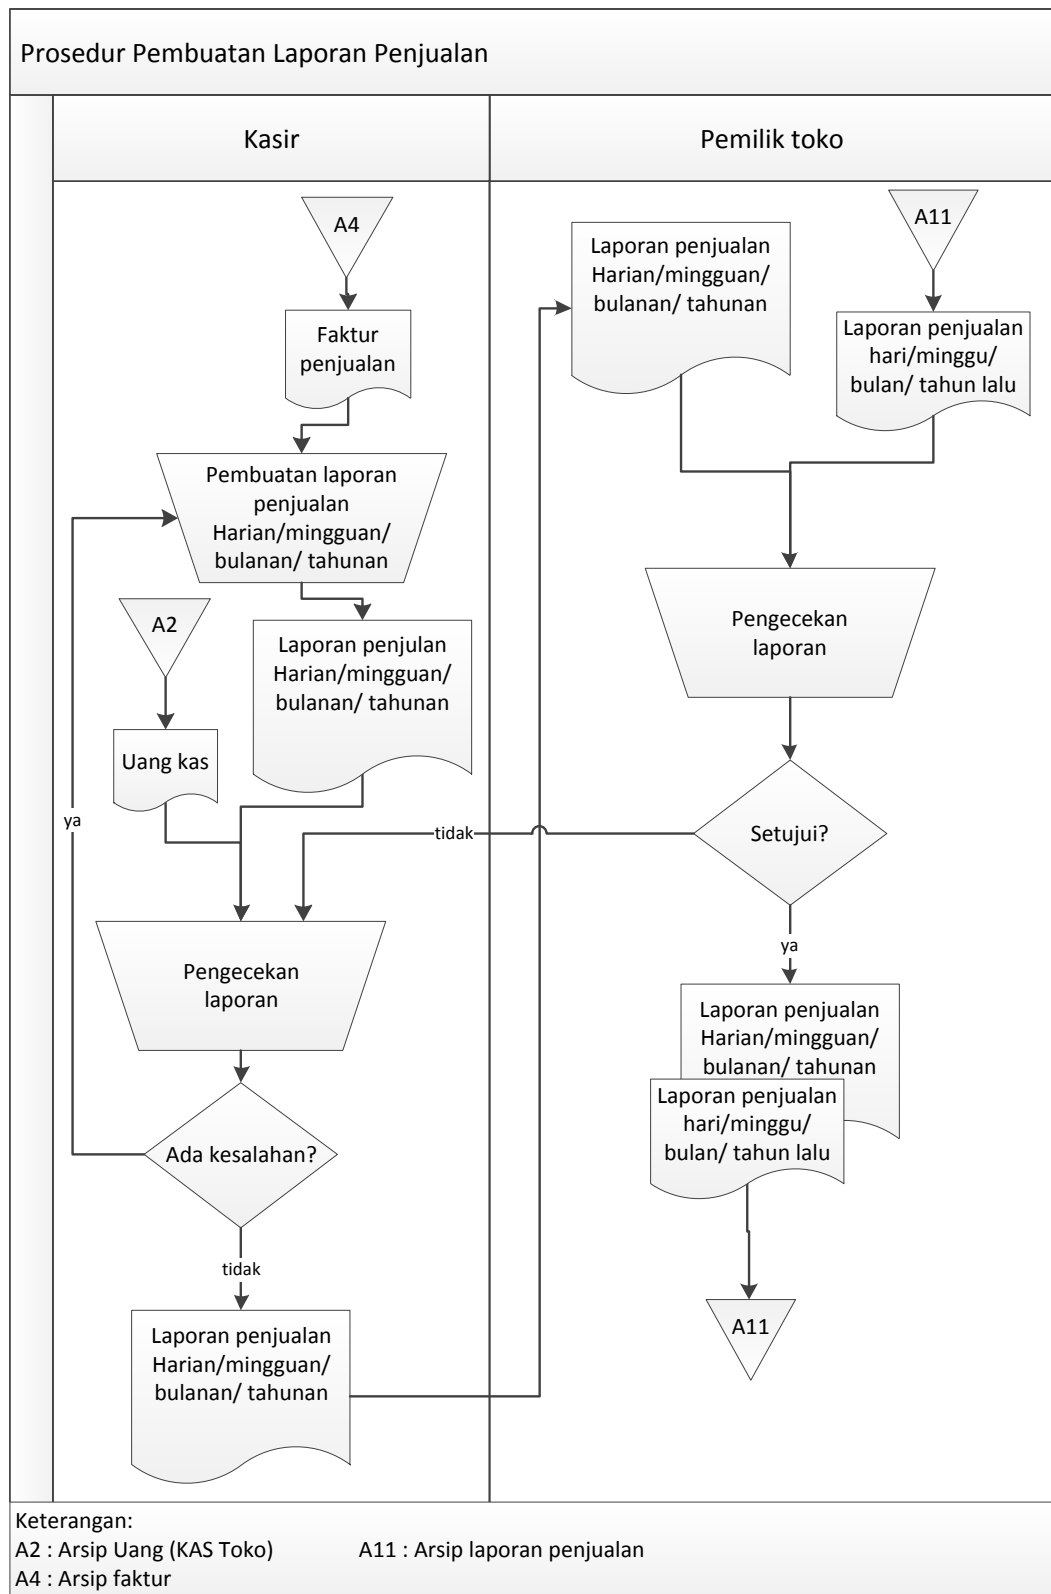 Prosedur Pembuatan Laporan Penjualan
Kasir
Pemilik toko
A4
Faktur
penjualan
Pembuatan laporan
penjualan
Harian/mingguan/
bulanan/ tahunan
A2
Laporan penjulan
Harian/mingguan/
bulanan/ tahunan
Uang kas
ya
Pengecekan
laporan
Ada kesalahan?
tidak
Laporan penjualan
Harian/mingguan/
bulanan/ tahunan
Laporan penjualan
Harian/mingguan/
bulanan/ tahunan
A11
Laporan penjualan
hari/minggu/
bulan/ tahun lalu
Pengecekan
laporan
Setujui?
tidak
ya
Laporan penjualan
Harian/mingguan/
bulanan/ tahunan
Laporan penjualan
hari/minggu/
bulan/ tahun lalu
A11
Keterangan:
A2 : Arsip Uang (KAS Toko)
A11 : Arsip laporan penjualan
A4 : Arsip faktur